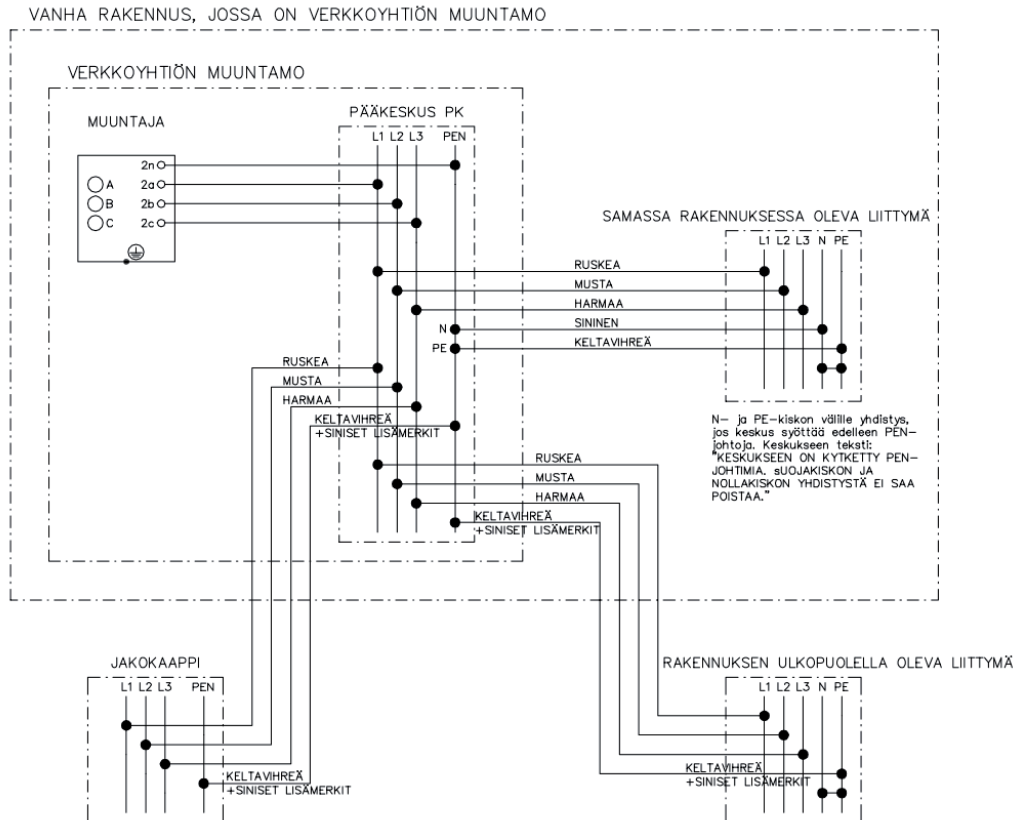 VANHA RAKENNUS, JOSSA ON VERKKOYHTIÖN MUUNTAMO
VERKKOYHTIÖN MUUNTAMO
MUUNTAJA
2n
A 2a
B 2b
C 2c
PÄÄKESKUS PK
L1 L2 L3 PEN
SAMASSA RAKENNUKSESSA OLEVA LIITTYMÄ
L1 L2 L3 N PE
RUSKEA
MUSTA
HARMAA
N SININEN
PE KELTAVIHREÄ
RUSKEA
MUSTA
HARMAA
KELTAVIHREÄ
+SINISET LISÄMERKIT
N- ja PE-kiskon välille yhdistys,
jos keskus syöttää edelleen PEN-
johtoja. Keskukseen teksti:
"KESKUKSEEN ON KYTKETTY PEN-
JOHTIMIA. sUOJAKISKON JA
NOLLAKISKON YHDISTYSTÄ EI SAA
POISTAA."
RUSKEA
MUSTA
HARMAA
KELTAVIHREÄ
+SINISET LISÄMERKIT
JAKOKAAPPI
L1 L2 L3 PEN
KELTAVIHREÄ
+SINISET LISÄMERKIT
RAKENNUKSEN ULKOPUOLELLA OLEVA LIITTYMÄ
L1 L2 L3 N PE
KELTAVIHREÄ
+SINISET LISÄMERKIT